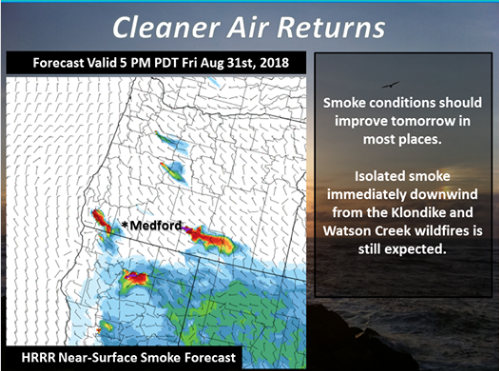 Cleaner Air Returns
Forecast Valid 5 PM PDT Fri Aug 31st, 2018
Medford
HRRR Near-Surface Smoke Forecast
Smoke conditions should
improve tomorrow in
most places.
Isolated smoke
immediately downwind
from the Klondike and
Watson Creek wildfires is
still expected.